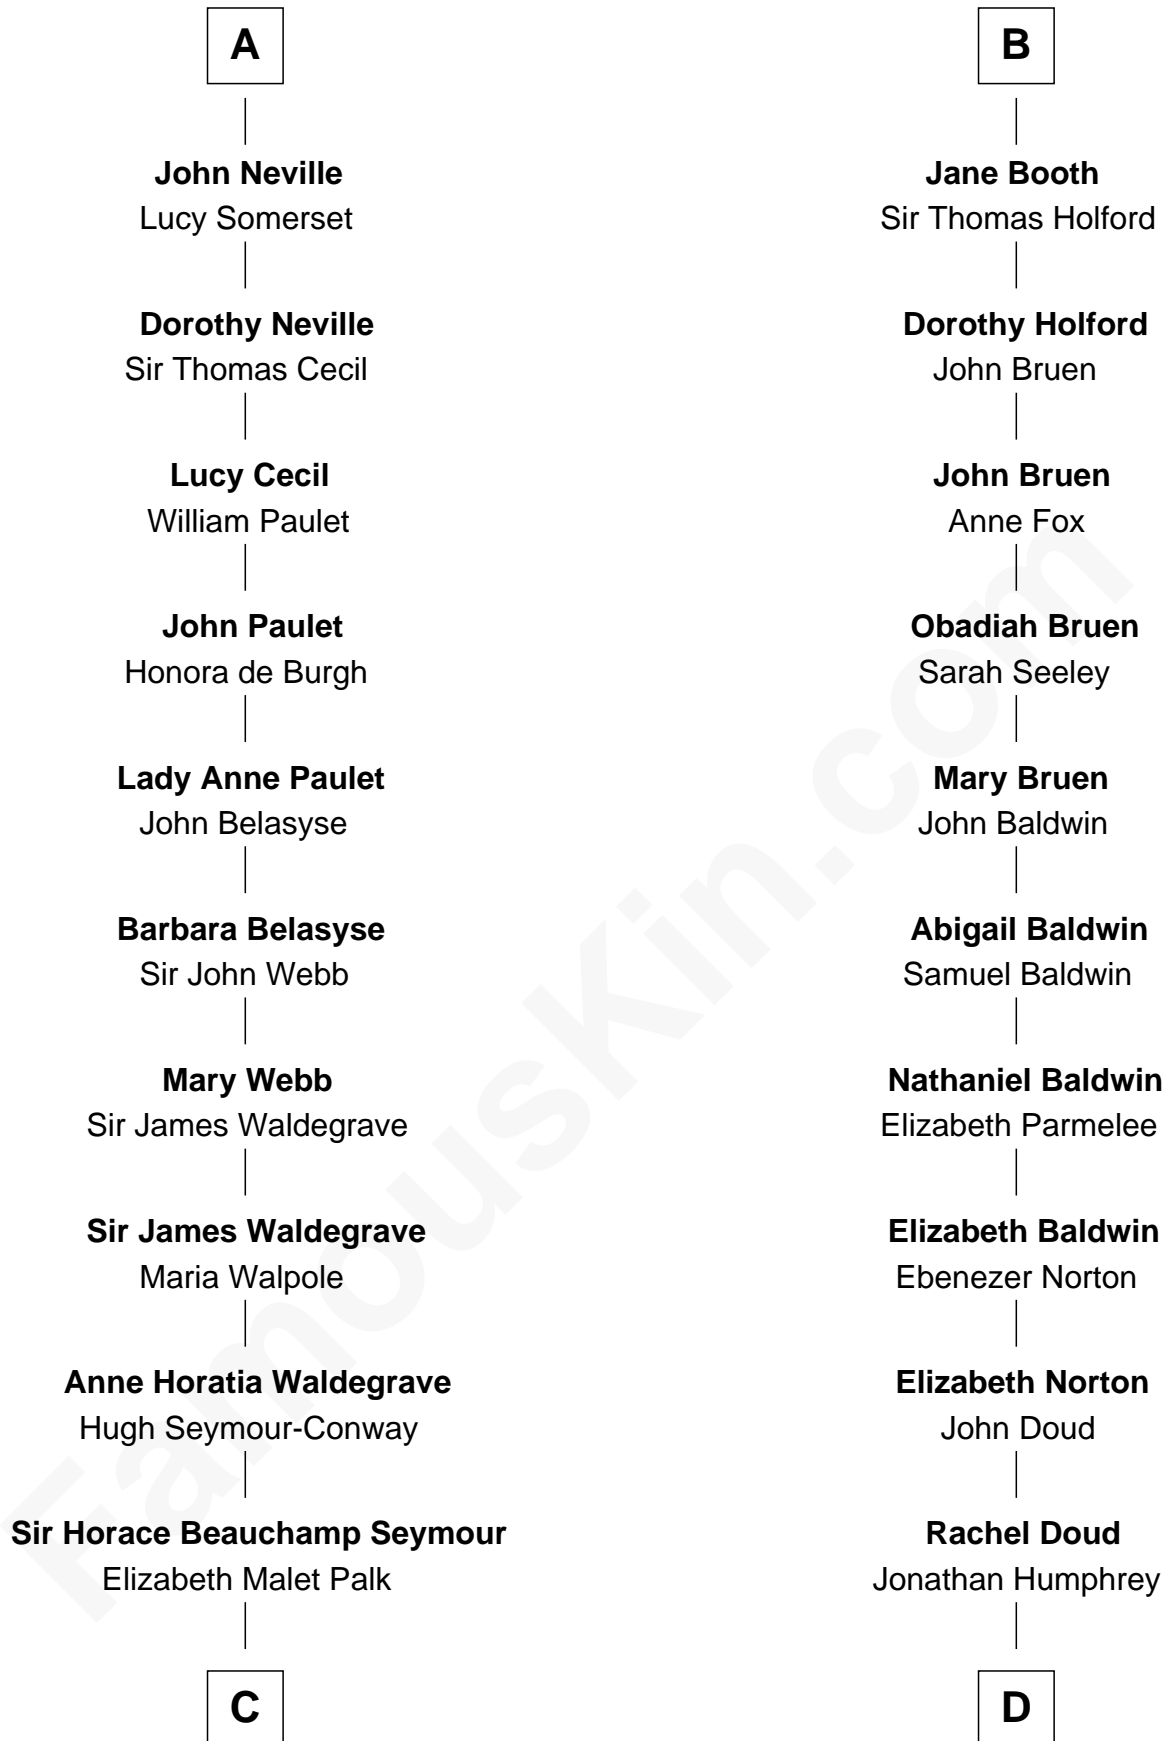 A
John Neville
Lucy Somerset
Dorothy Neville
Sir Thomas Cecil
Lucy Cecil
William Paulet
John Paulet
Honora de Burgh
Lady Anne Paulet
John Belasyse
Barbara Belasyse
Sir John Webb
Mary Webb
Sir James Waldegrave
Sir James Waldegrave
Maria Walpole
Anne Horatia Waldegrave
Hugh Seymour-Conway
Sir Horace Beauchamp Seymour
Elizabeth Malet Palk
C
B
Jane Booth
Sir Thomas Holford
Dorothy Holford
John Bruen
John Bruen
Anne Fox
Obadiah Bruen
Sarah Seeley
Mary Bruen
John Baldwin
Abigail Baldwin
Samuel Baldwin
Nathaniel Baldwin
Elizabeth Parmelee
Elizabeth Baldwin
Ebenezer Norton
Elizabeth Norton
John Doud
Rachel Doud
Jonathan Humphrey
D
FamousKin.com